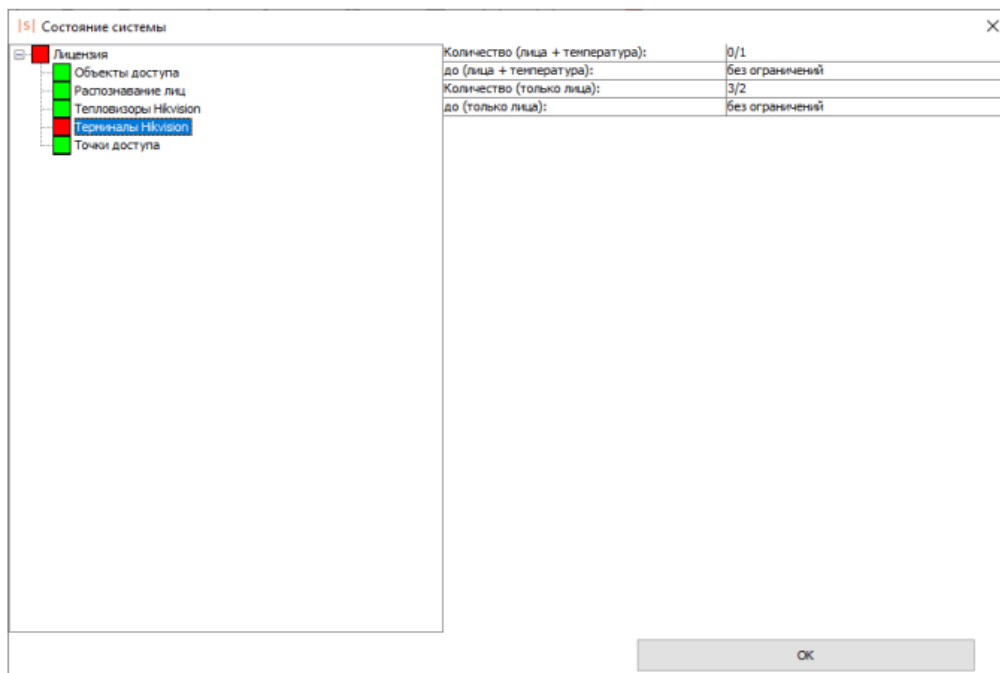 |S| Состояние системы
Лицензия
Объекты доступа
Распознавание лиц
Тепловизоры Hikvision
Терминалы Hikvision
Точки доступа
Количество (лица + температура): 0/1
до (лица + температура): без ограничений
Количество (только лица): 3/2
до (только лица): без ограничений
OK